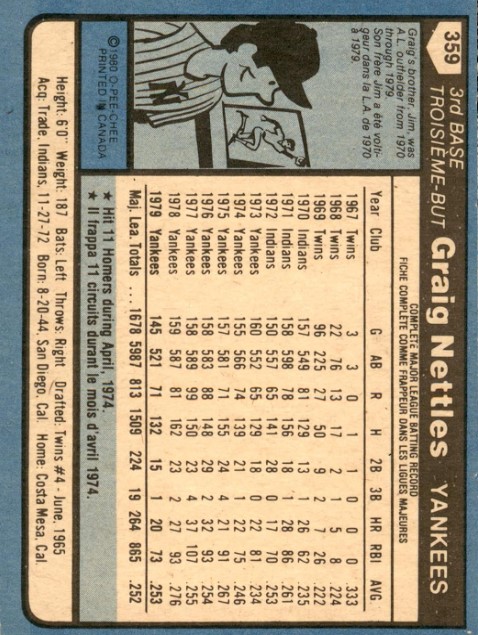 359
3rd BASE
TROISIÈME-BUT
Graig Nettles YANKEES
Graig's brother, Jim, was
A.L. outfielder from 1970
through 1979.
Son frère Jim a été volti-
geur dans la L.A. de 1970
à 1979.
©1980 O-PEE-CHEE
PRINTED IN CANADA
COMPLETE MAJOR LEAGUE BATTING RECORD
FICHE COMPLÈTE COMME FRAPPEUR DANS LES LIGUES MAJEURES
Year Club G AB R H 2B 3B HR RBI AVG
1967 Twins 3 3 0 1 1 0 0 0 .333
1968 Twins 22 76 13 17 2 1 5 8 .224
1969 Twins 96 225 27 50 9 2 7 26 .222
1970 Indians 157 549 81 129 13 1 26 62 .235
1971 Indians 158 598 78 156 18 1 28 86 .261
1972 Indians 150 557 65 141 28 0 17 70 .253
1973 Yankees 160 552 65 129 18 0 22 81 .234
1974 Yankees 155 566 74 139 21 1 22 75 .246
1975 Yankees 157 581 71 155 24 4 21 91 .267
1976 Yankees 158 583 88 148 29 2 32 93 .254
1977 Yankees 158 589 99 150 23 4 37 107 .255
1978 Yankees 159 587 81 162 23 2 27 93 .276
1979 Yankees 145 521 71 132 15 1 20 73 .253
Maj. Lea. Totals ... 1678 5987 813 1509 224 19 264 865 .252
★ Hit 11 Homers during April, 1974.
★ Il frappa 11 circuits durant le mois d'avril 1974.
Height: 6'0" Weight: 187 Bats: Left Throws: Right Drafted: Twins #4 - June, 1965
Acq: Trade, Indians, 11-27-72 Born: 8-20-44, San Diego, Cal. Home: Costa Mesa, Cal.